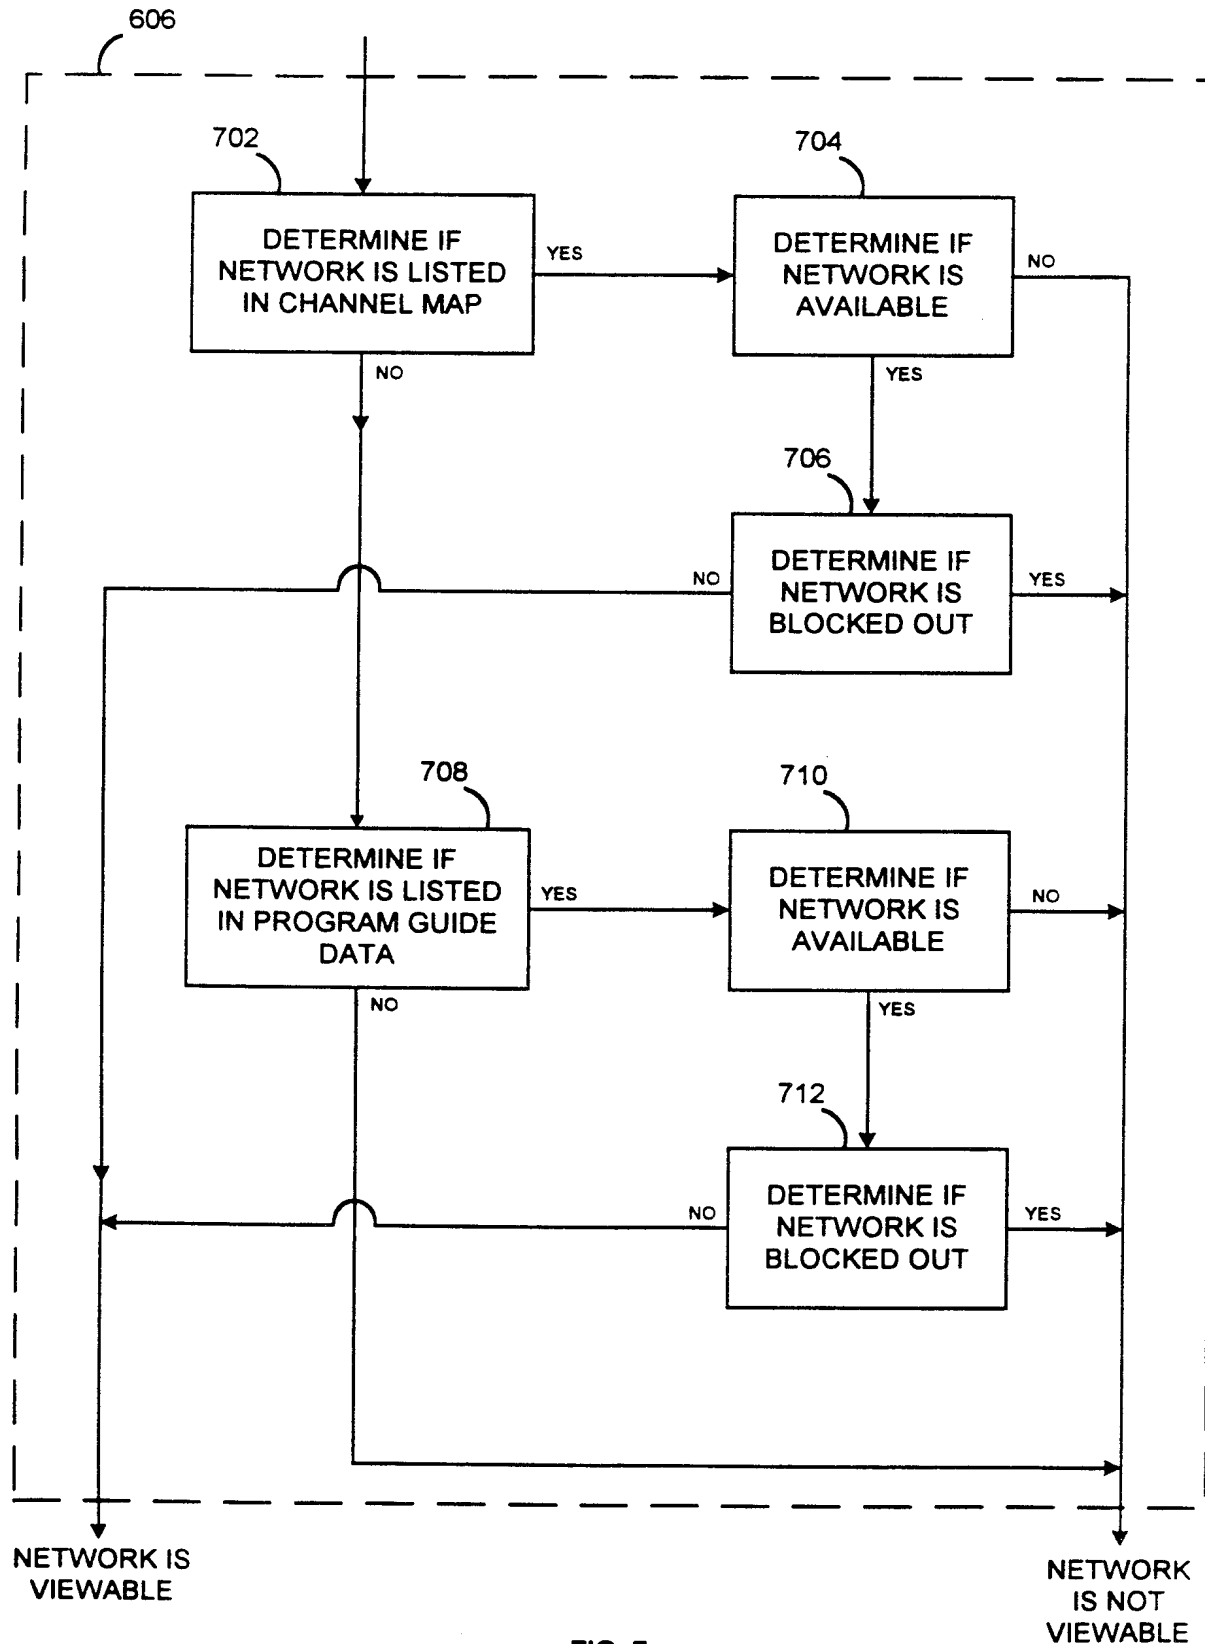 606
702
704
DETERMINE IF
NETWORK IS LISTED
IN CHANNEL MAP
YES
DETERMINE IF
NETWORK IS
AVAILABLE
NO
NO
YES
706
NO
DETERMINE IF
NETWORK IS
BLOCKED OUT
YES
708
710
DETERMINE IF
NETWORK IS LISTED
IN PROGRAM GUIDE
DATA
YES
DETERMINE IF
NETWORK IS
AVAILABLE
NO
NO
YES
712
NO
DETERMINE IF
NETWORK IS
BLOCKED OUT
YES
NETWORK IS
VIEWABLE
NETWORK
IS NOT
VIEWABLE